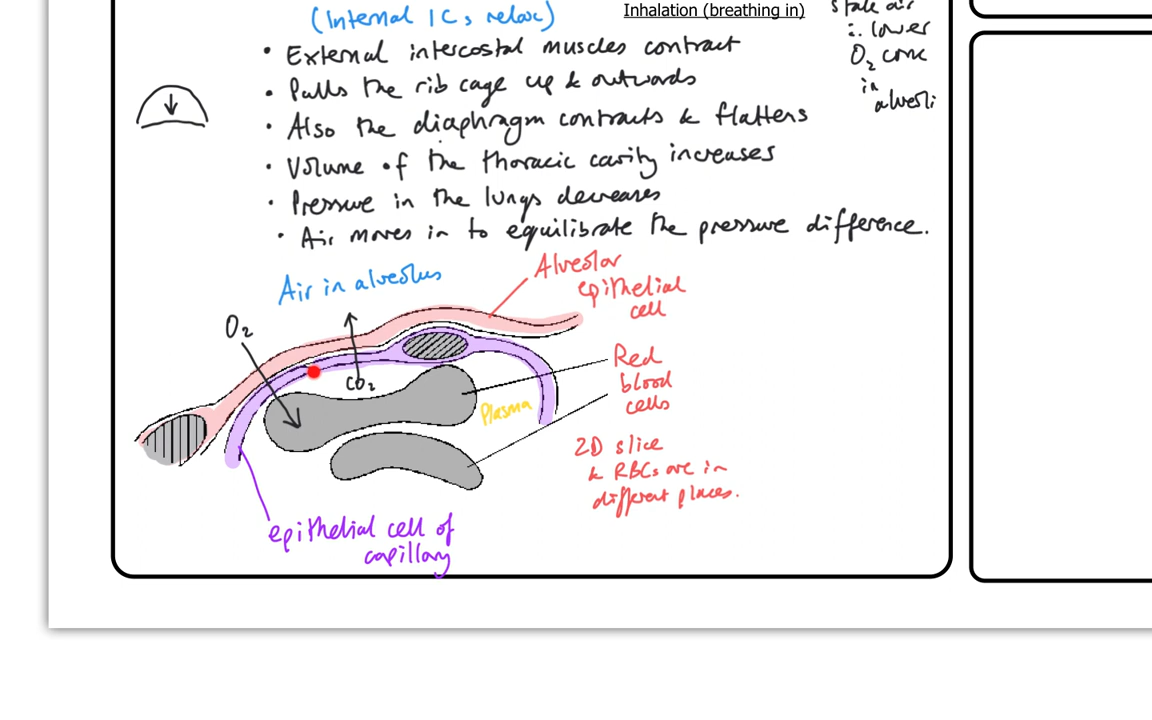 (Internal ICs relax)
Inhalation (breathing in)
stale air
∴ lower
O₂ conc
in
alveoli
• External intercostal muscles contract
• Pulls the rib cage up & outwards
• Also the diaphragm contracts & flattens
• Volume of the thoracic cavity increases
• Pressure in the lungs decreases
• Air moves in to equilibrate the pressure difference.
Air in alveolus
Alveolar
epithelial
cell
O₂
CO₂
Red
blood
cells
Plasma
2D slice
& RBCs are in
different places.
epithelial cell of
capillary